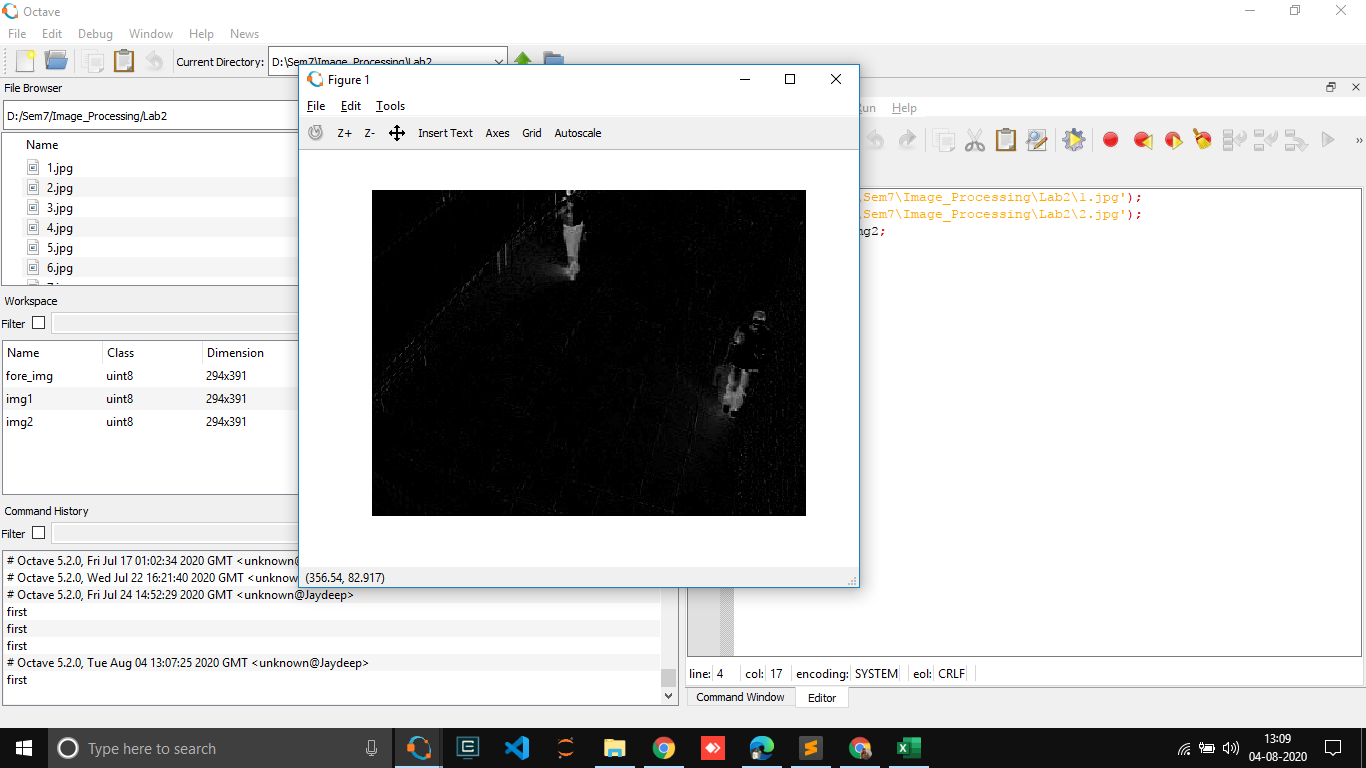 Octave
File Edit Debug Window Help News
Current Directory: D:\Sem7\Image_Processing\Lab2
File Browser
D:/Sem7/Image_Processing/Lab2
Name
1.jpg
2.jpg
3.jpg
4.jpg
5.jpg
6.jpg
Workspace
Filter
Name Class Dimension
fore_img uint8 294x391
img1 uint8 294x391
img2 uint8 294x391
Command History
Filter
# Octave 5.2.0, Fri Jul 17 01:02:34 2020 GMT <unknown@
# Octave 5.2.0, Wed Jul 22 16:21:40 2020 GMT <unknown
# Octave 5.2.0, Fri Jul 24 14:52:29 2020 GMT <unknown@Jaydeep>
first
first
first
# Octave 5.2.0, Tue Aug 04 13:07:25 2020 GMT <unknown@Jaydeep>
first
Figure 1
File Edit Tools
Z+ Z- Insert Text Axes Grid Autoscale
(356.54, 82.917)
Run Help
\Sem7\Image_Processing\Lab2\1.jpg');
\Sem7\Image_Processing\Lab2\2.jpg');
mg2;
line: 4 col: 17 encoding: SYSTEM eol: CRLF
Command Window Editor
Type here to search
13:09
04-08-2020